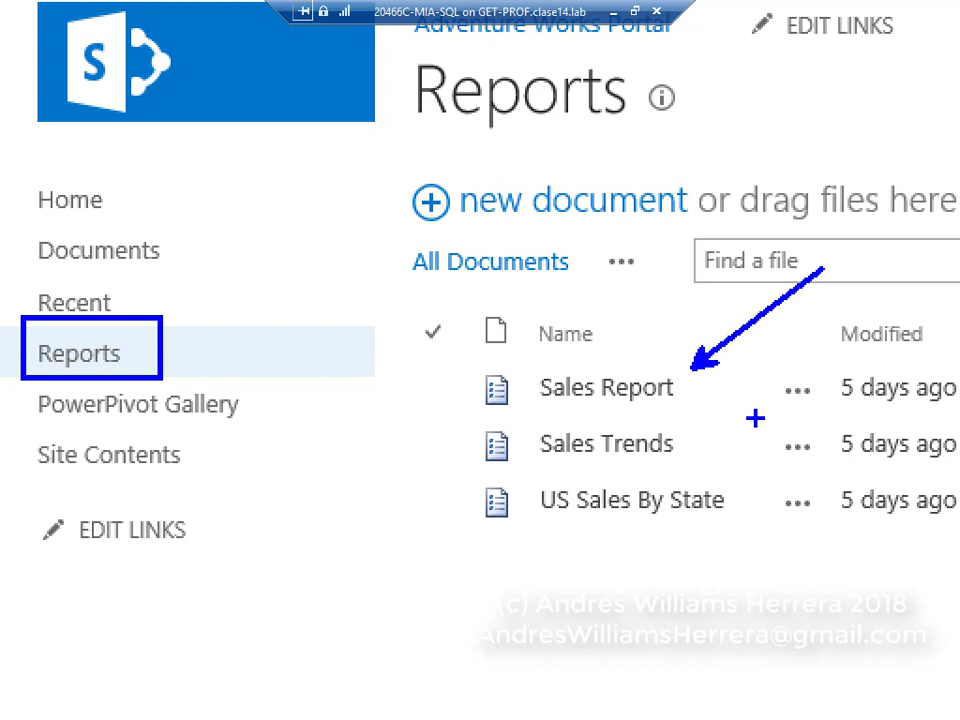 20466C-MIA-SQL on GET-PROF.clase14.lab
S
Adventure Works Portal
EDIT LINKS
Reports
Home
Documents
Recent
Reports
PowerPivot Gallery
Site Contents
EDIT LINKS
new document or drag files here
All Documents ...
Find a file
Name Modified
Sales Report ... 5 days ago
Sales Trends ... 5 days ago
US Sales By State ... 5 days ago
(c) Andres Williams Herrera 2018
AndresWilliamsHerrera@gmail.com